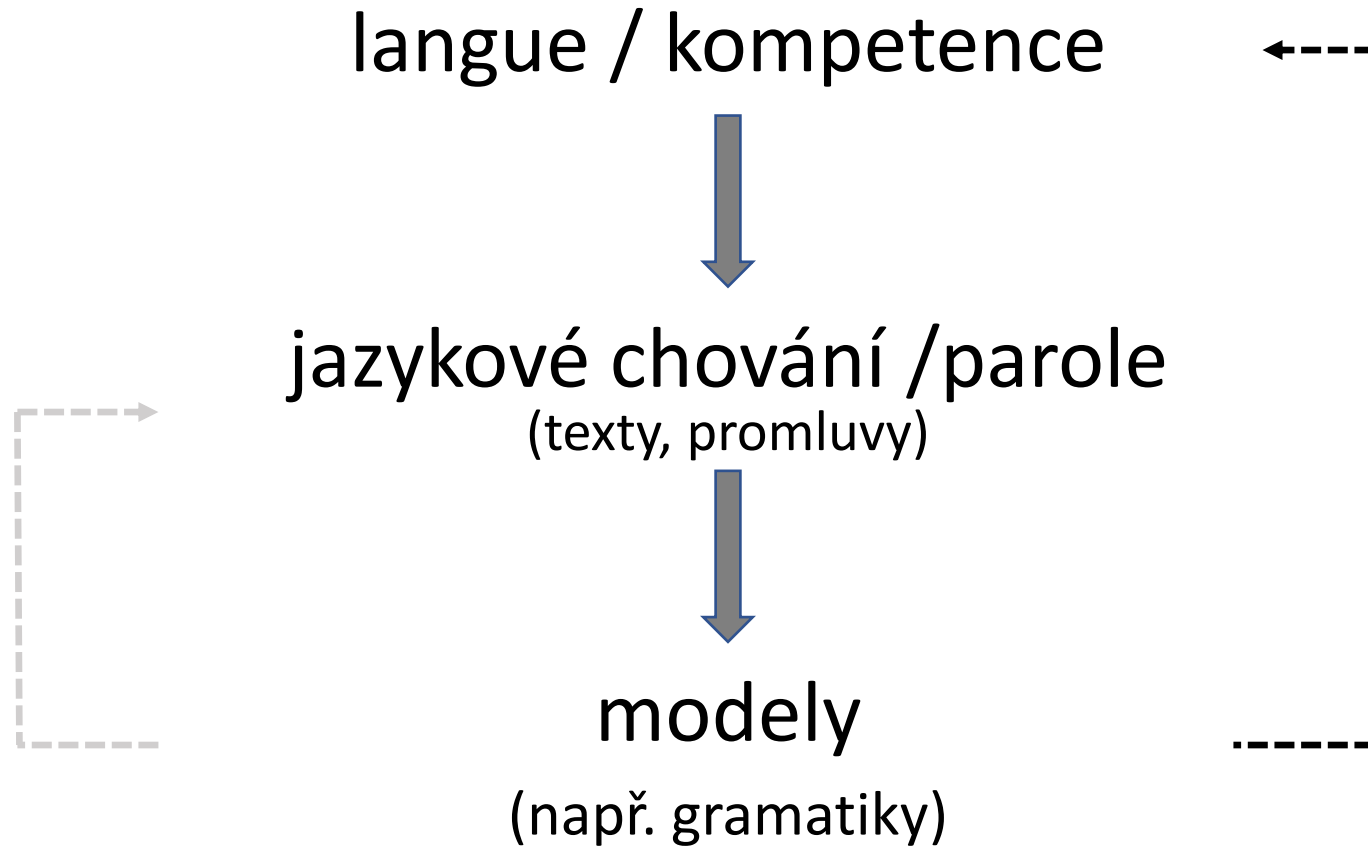 langue / kompetence
jazykové chování /parole
(texty, promluvy)
modely
(např. gramatiky)